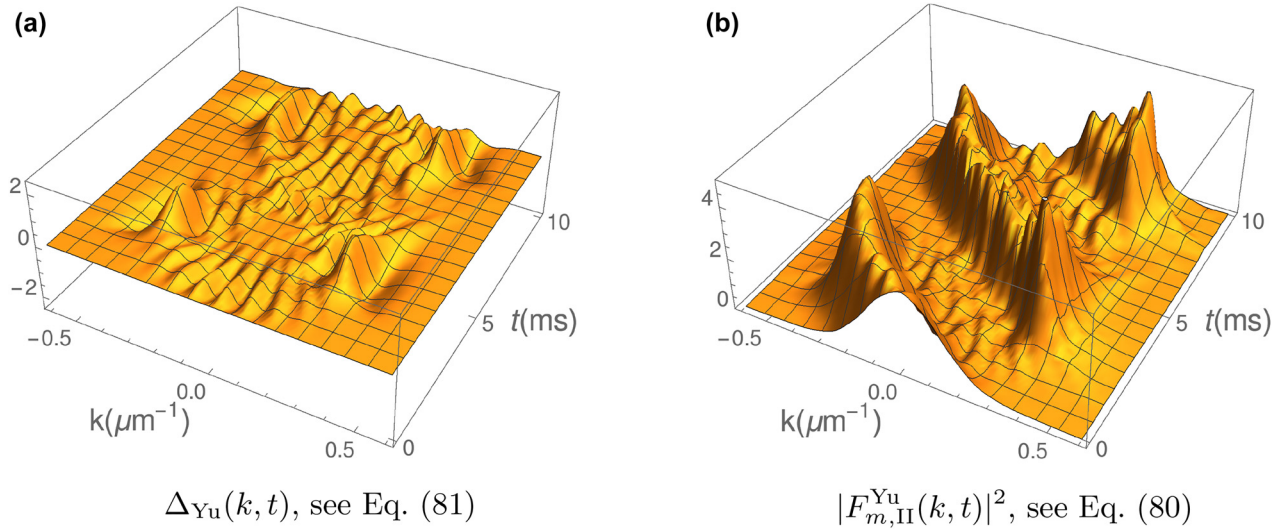 (a)
2
0
−2
−0.5
0.0
0.5
k(μm⁻¹)
0
5
10
t(ms)
Δ_Yu(k, t), see Eq. (81)
(b)
4
2
0
−0.5
0.0
0.5
k(μm⁻¹)
0
5
10
t(ms)
|F^Yu_m,II(k, t)|², see Eq. (80)